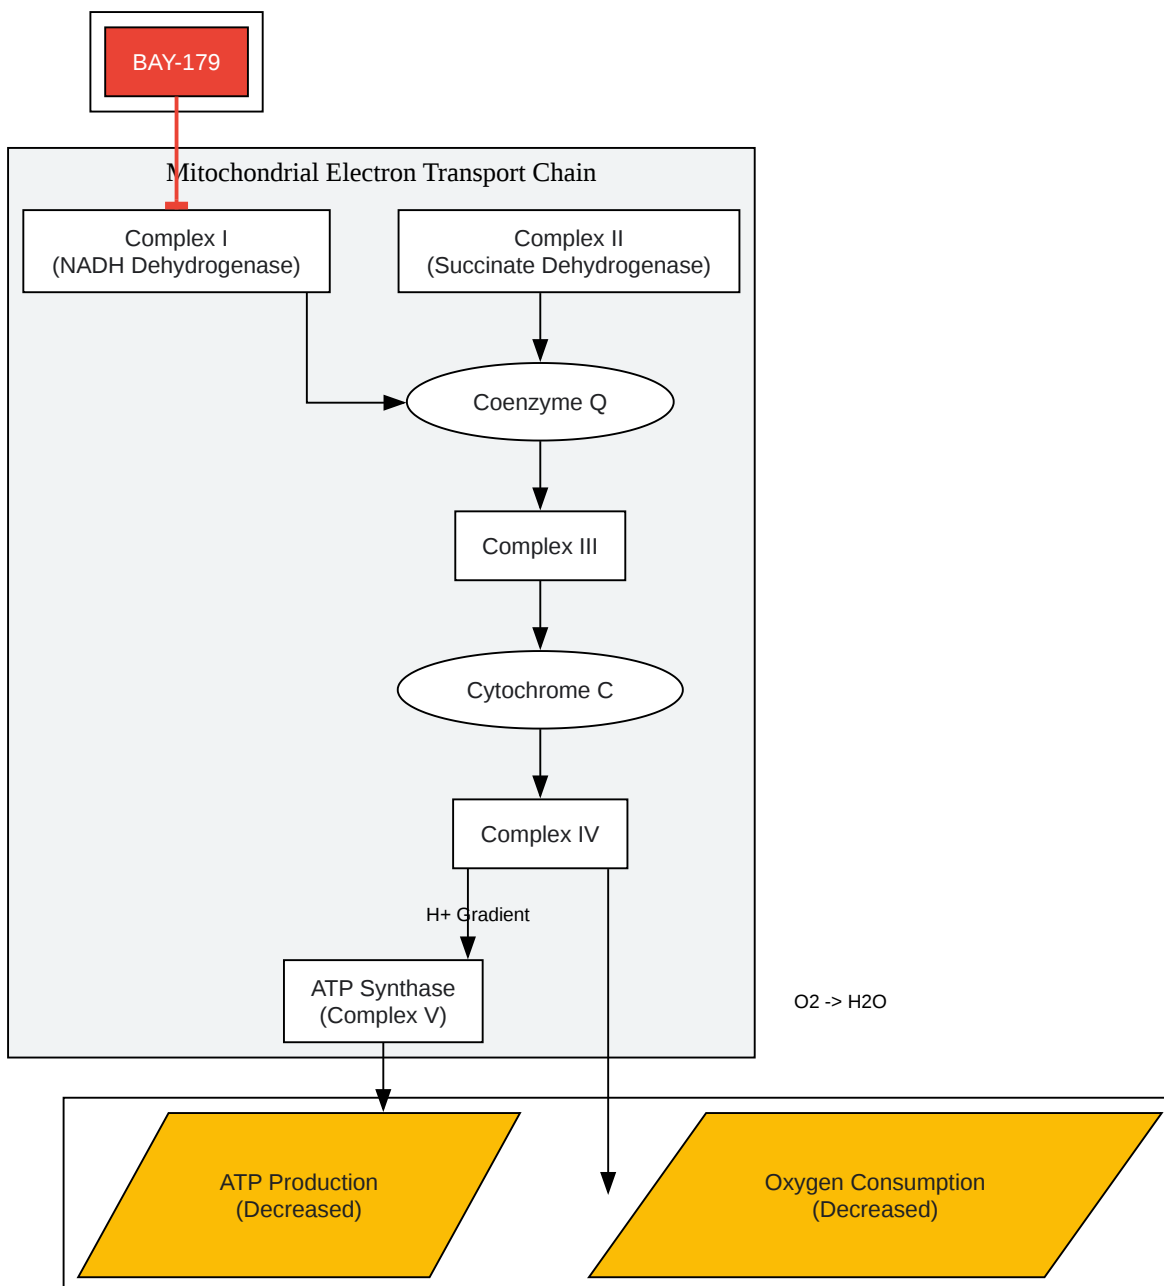 BAY-179
Mitochondrial Electron Transport Chain
Complex I
(NADH Dehydrogenase)
Complex II
(Succinate Dehydrogenase)
Coenzyme Q
Complex III
Cytochrome C
Complex IV
H+ Gradient
ATP Synthase
(Complex V)
O2 -> H2O
ATP Production
(Decreased)
Oxygen Consumption
(Decreased)